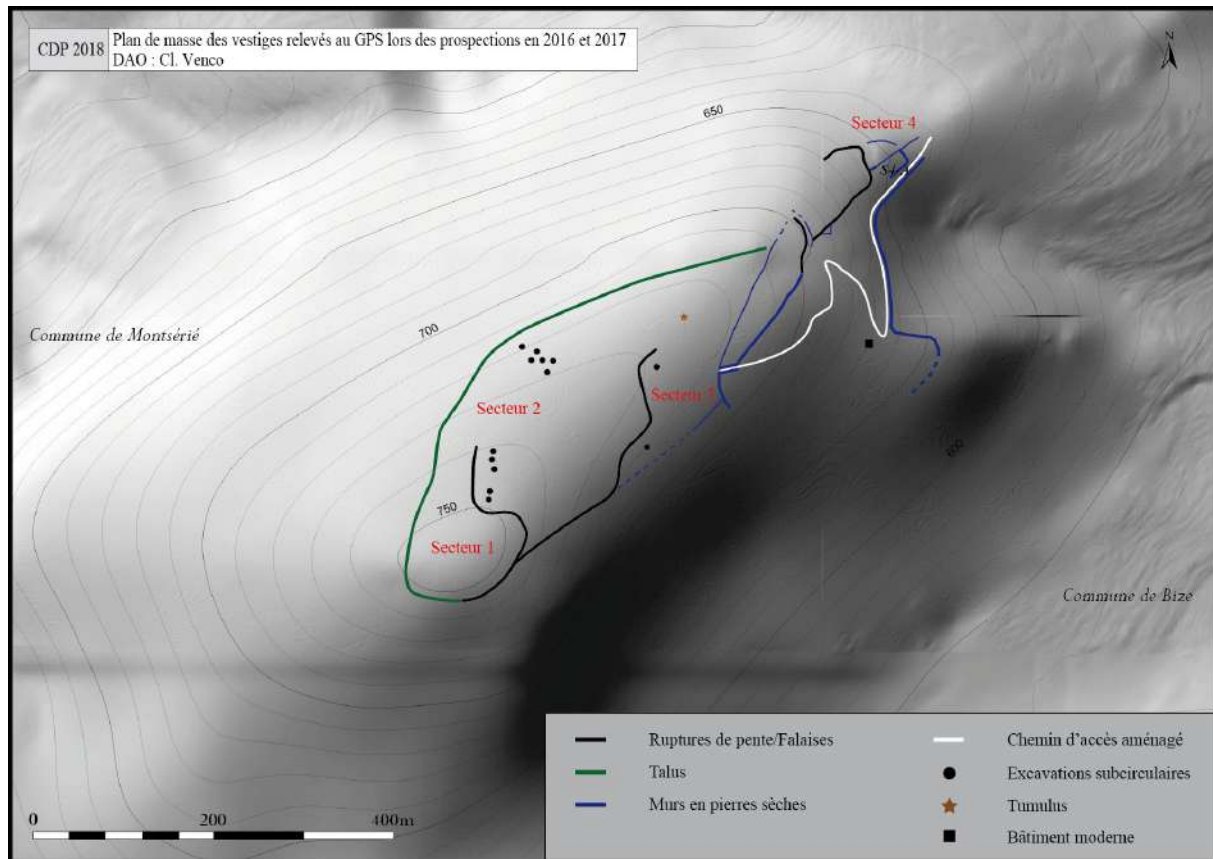 CDP 2018
Plan de masse des vestiges relevés au GPS lors des prospections en 2016 et 2017
DAO : Cl. Venco
N
650
Secteur 4
Commune de Montsérié
700
Secteur 2
Secteur 3
600
750
Secteur 1
Commune de Bize
Ruptures de pente/Falaises
Talus
Murs en pierres sèches
Chemin d'accès aménagé
Excavations subcirculaires
Tumulus
Bâtiment moderne
0 200 400m